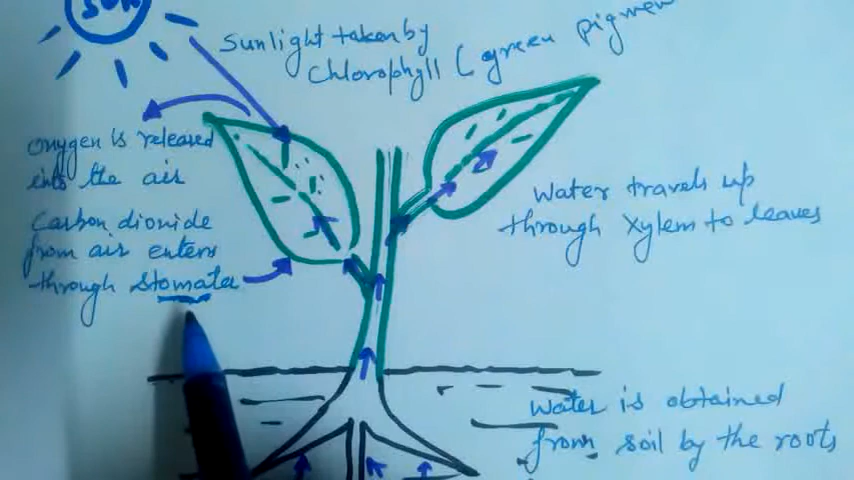 SUN
Sunlight taken by
Chlorophyll (green pigmen
Oxygen is released
into the air
Carbon dioxide
from air enters
through Stomata
Water travels up
through Xylem to leaves
Water is obtained
from soil by the roots